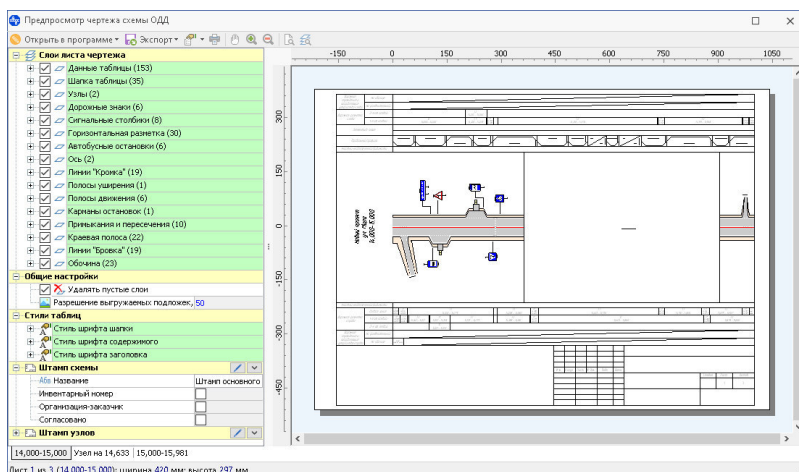 Предпросмотр чертежа схемы ОДД
Открыть в программе
Экспорт
Слои листа чертежа
Данные таблицы (153)
Шапка таблицы (35)
Узлы (2)
Дорожные знаки (6)
Сигнальные столбики (8)
Горизонтальная разметка (30)
Автобусные остановки (6)
Ось (2)
Линии "Кромка" (19)
Полосы уширения (1)
Полосы движения (6)
Карманы остановок (1)
Примыкания и пересечения (10)
Краевая полоса (22)
Линии "Бровка" (19)
Обочина (23)
Общие настройки
Удалять пустые слои
Разрешение выгружаемых подложек, 50
Стили таблиц
Стиль шрифта шапки
Стиль шрифта содержимого
Стиль шрифта заголовка
Штамп схемы
Абв Название Штамп основного
Инвентарный номер
Организация-заказчик
Согласовано
Штамп узлов
-150 0 150 300 450 600 750 900 1050
300
150
0
-150
-300
-450
14,000-15,000
14,000-15,000 Узел на 14,633 15,000-15,981
Лист 1 из 3 (14,000-15,000): ширина 420 мм; высота 297 мм